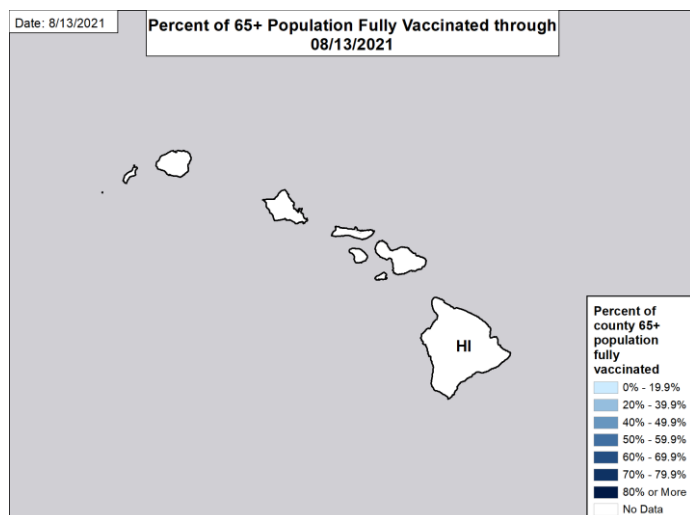 Date: 8/13/2021
Percent of 65+ Population Fully Vaccinated through
08/13/2021
HI
Percent of
county 65+
population
fully
vaccinated
0% - 19.9%
20% - 39.9%
40% - 49.9%
50% - 59.9%
60% - 69.9%
70% - 79.9%
80% or More
No Data